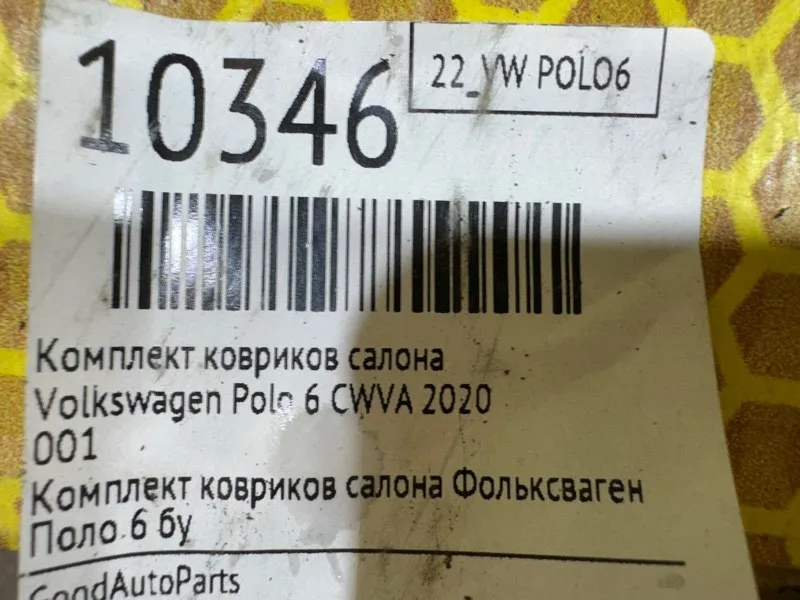 10346
22_VW POLO6
Комплект ковриков салона
Volkswagen Polo 6 CWVA 2020
001
Комплект ковриков салона Фольксваген
Поло 6 бу
GoodAutoParts